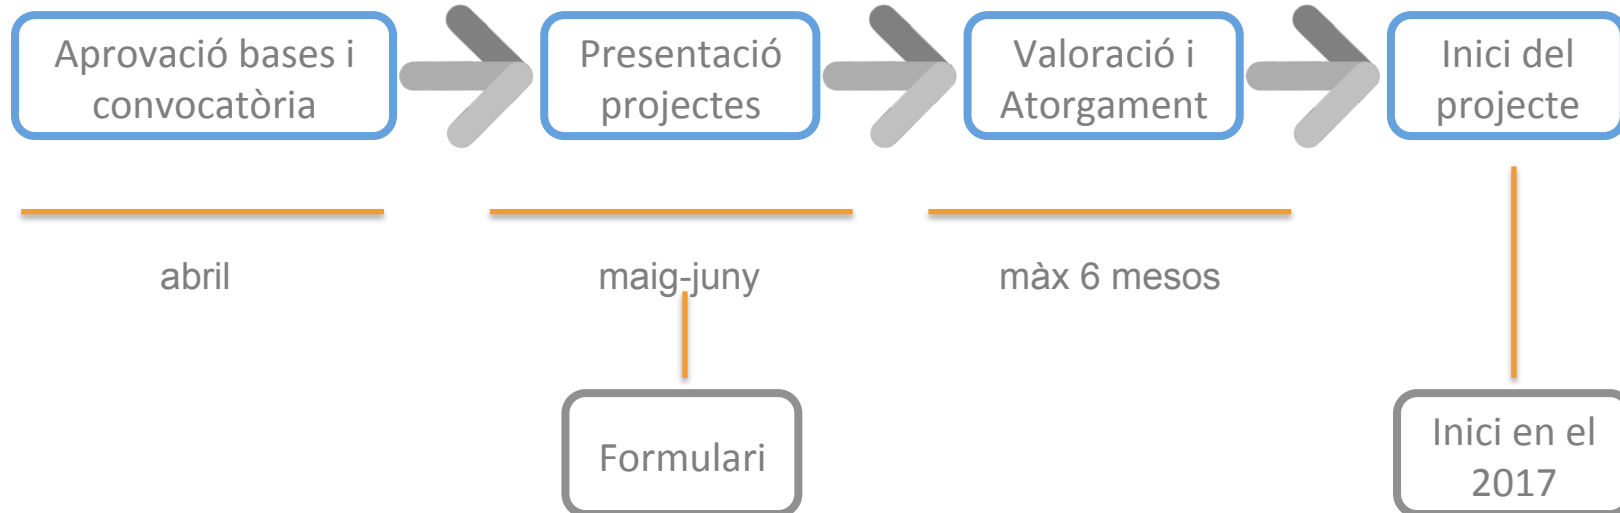 Aprovació bases i
convocatòria
Presentació
projectes
Valoració i
Atorgament
Inici del
projecte
abril
maig-juny
màx 6 mesos
Formulari
Inici en el
2017